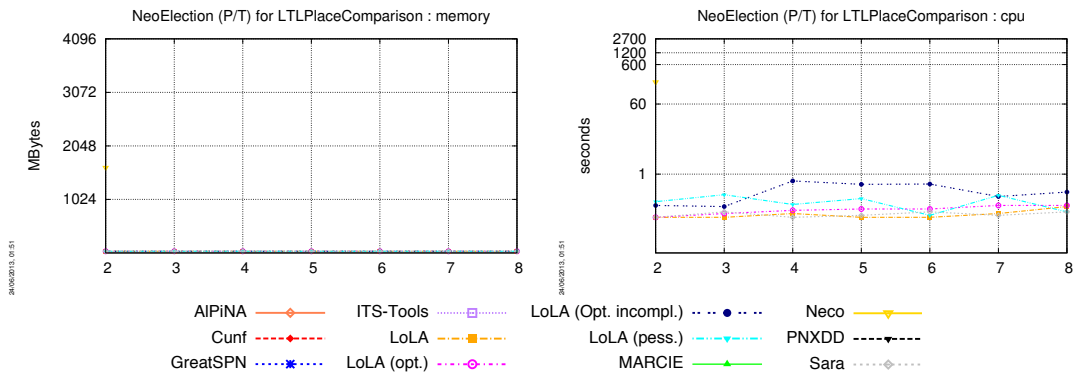 NeoElection (P/T) for LTLPlaceComparison : memory
4096
3072
2048
1024
MBytes
2 3 4 5 6 7 8
24/06/2013, 01:51
NeoElection (P/T) for LTLPlaceComparison : cpu
2700
1200
600
60
1
seconds
2 3 4 5 6 7 8
24/06/2013, 01:51
AlPiNA ITS-Tools LoLA (Opt. incompl.) Neco
Cunf LoLA LoLA (pess.) PNXDD
GreatSPN LoLA (opt.) MARCIE Sara